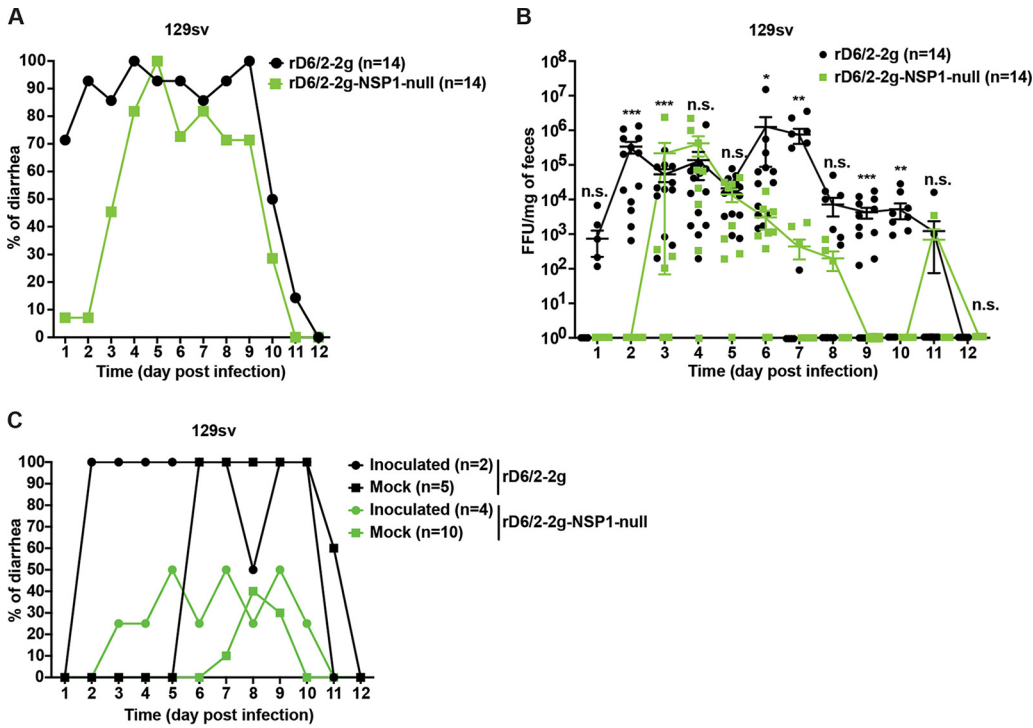 A
129sv
% of diarrhea
100
90
80
70
60
50
40
30
20
10
0
1 2 3 4 5 6 7 8 9 10 11 12
Time (day post infection)
rD6/2-2g (n=14)
rD6/2-2g-NSP1-null (n=14)
B
129sv
rD6/2-2g (n=14)
rD6/2-2g-NSP1-null (n=14)
FFU/mg of feces
10⁸
10⁷
10⁶
10⁵
10⁴
10³
10²
10¹
10⁰
n.s. *** *** n.s. n.s. * ** n.s. *** ** n.s. n.s.
1 2 3 4 5 6 7 8 9 10 11 12
Time (day post infection)
C
129sv
% of diarrhea
100
90
80
70
60
50
40
30
20
10
0
1 2 3 4 5 6 7 8 9 10 11 12
Time (day post infection)
Inoculated (n=2)
Mock (n=5)
rD6/2-2g
Inoculated (n=4)
Mock (n=10)
rD6/2-2g-NSP1-null